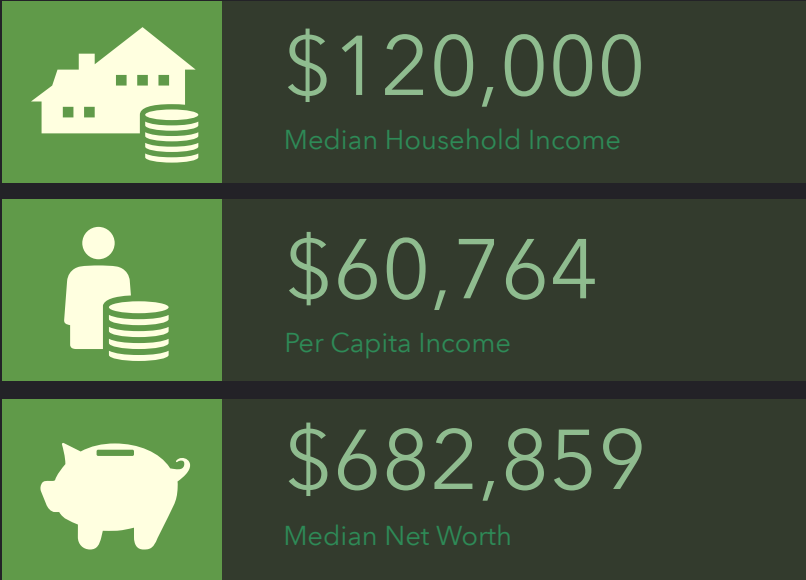 $120,000
Median Household Income
$60,764
Per Capita Income
$682,859
Median Net Worth